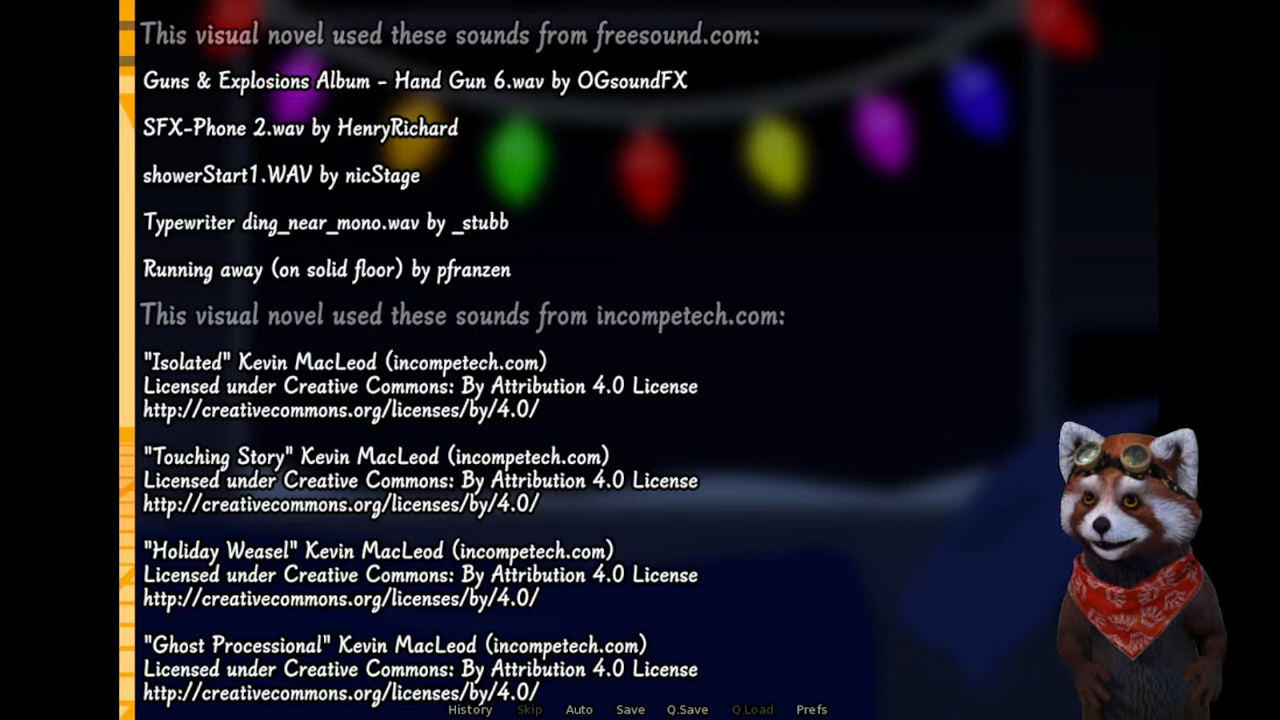 This visual novel used these sounds from freesound.com:
Guns & Explosions Album - Hand Gun 6.wav by OGsoundFX
SFX-Phone 2.wav by HenryRichard
showerStart1.WAV by nicStage
Typewriter ding_near_mono.wav by _stubb
Running away (on solid floor) by pfranzen
This visual novel used these sounds from incompetech.com:
"Isolated" Kevin MacLeod (incompetech.com)
Licensed under Creative Commons: By Attribution 4.0 License
http://creativecommons.org/licenses/by/4.0/
"Touching Story" Kevin MacLeod (incompetech.com)
Licensed under Creative Commons: By Attribution 4.0 License
http://creativecommons.org/licenses/by/4.0/
"Holiday Weasel" Kevin MacLeod (incompetech.com)
Licensed under Creative Commons: By Attribution 4.0 License
http://creativecommons.org/licenses/by/4.0/
"Ghost Processional" Kevin MacLeod (incompetech.com)
Licensed under Creative Commons: By Attribution 4.0 License
http://creativecommons.org/licenses/by/4.0/
History Skip Auto Save Q.Save Q.Load Prefs